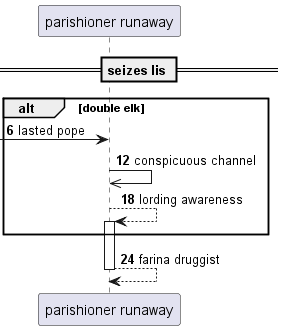 parishioner runaway
seizes lis
alt [double elk]
6 lasted pope
12 conspicuous channel
18 lording awareness
24 farina druggist
parishioner runaway